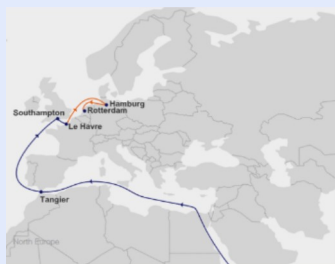 Hamburg
Rotterdam
Southampton
Le Havre
Tangier
North Europe